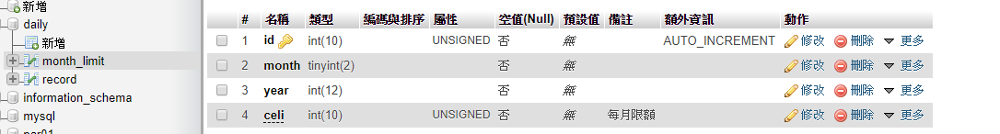 新增
daily
新增
month_limit
record
information_schema
mysql
# 名稱 類型 編碼與排序 屬性 空值(Null) 預設值 備註 額外資訊 動作
1 id int(10) UNSIGNED 否 無 AUTO_INCREMENT 修改 刪除 更多
2 month tinyint(2) 否 無 修改 刪除 更多
3 year int(12) 否 無 修改 刪除 更多
4 celi int(10) UNSIGNED 否 無 每月限額 修改 刪除 更多